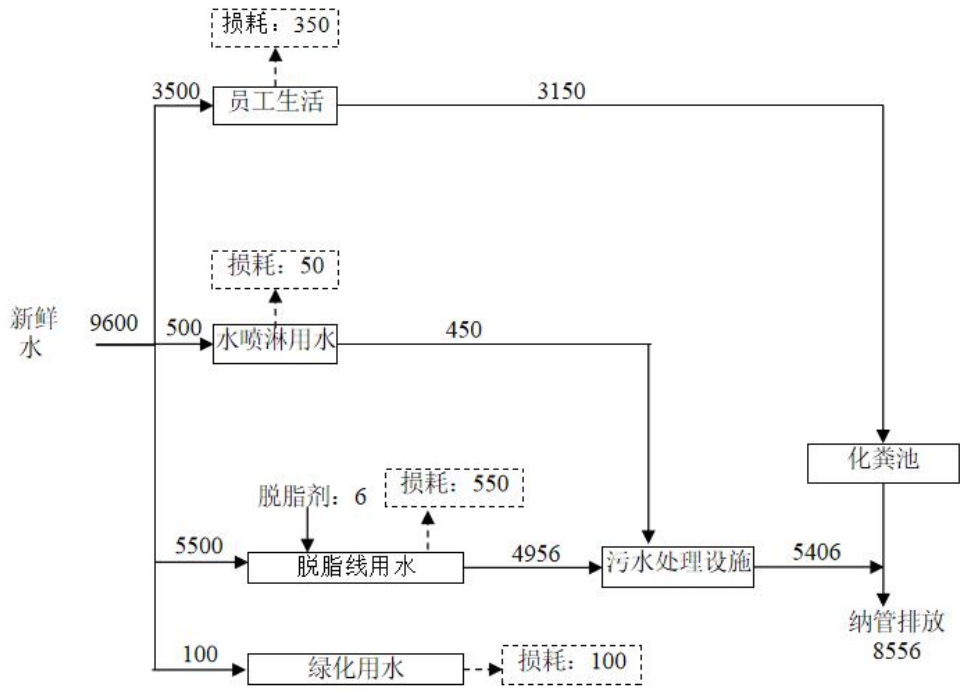 损耗：350
3500
员工生活
3150
损耗：50
新鲜
水
9600
500
水喷淋用水
450
化粪池
脱脂剂：6
损耗：550
5500
脱脂线用水
4956
污水处理设施
5406
纳管排放
8556
100
绿化用水
损耗：100